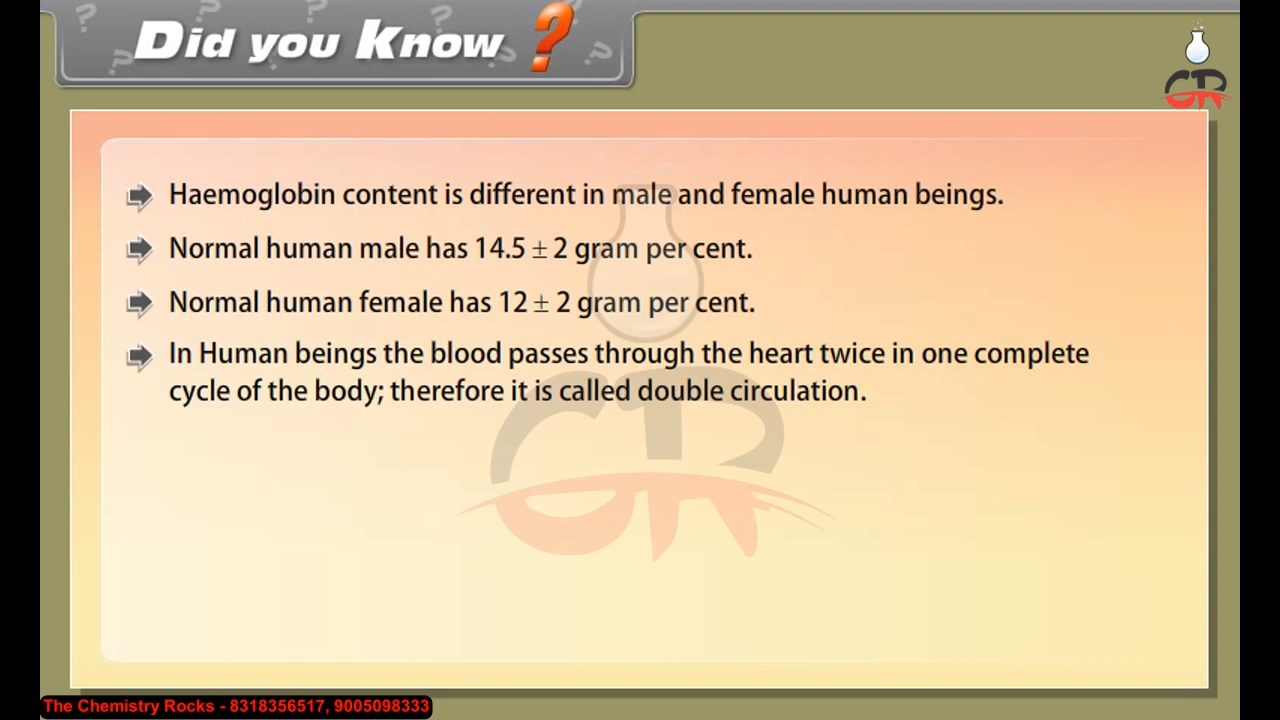 Did you Know ?
Haemoglobin content is different in male and female human beings.
Normal human male has 14.5 ± 2 gram per cent.
Normal human female has 12 ± 2 gram per cent.
In Human beings the blood passes through the heart twice in one complete
cycle of the body; therefore it is called double circulation.
CR
The Chemistry Rocks - 8318356517, 9005098333